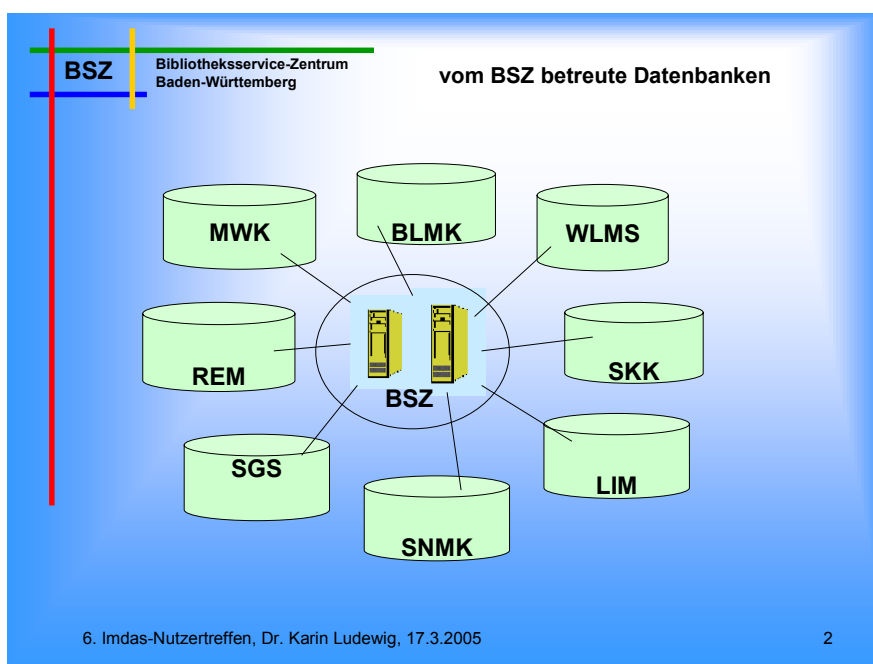 BSZ
Bibliotheksservice-Zentrum
Baden-Württemberg
vom BSZ betreute Datenbanken
MWK
BLMK
WLMS
REM
SKK
BSZ
SGS
LIM
SNMK
6. Imdas-Nutzertreffen, Dr. Karin Ludewig, 17.3.2005
2